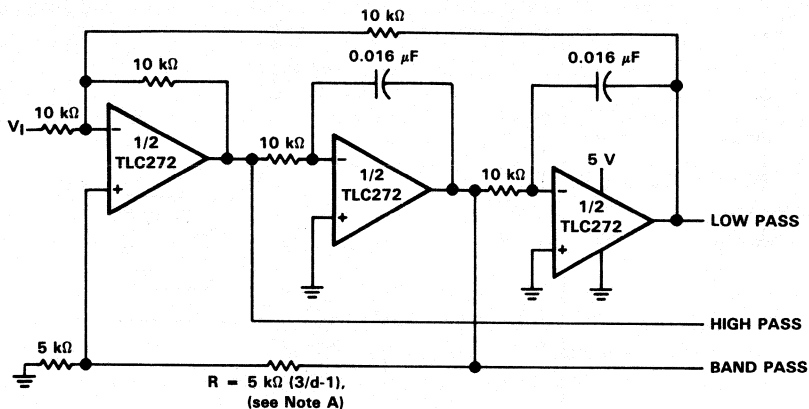 10 kΩ
10 kΩ
0.016 µF
0.016 µF
10 kΩ
VI
−
1/2
TLC272
+
10 kΩ
−
1/2
TLC272
+
10 kΩ
5 V
−
1/2
TLC272
+
LOW PASS
HIGH PASS
5 kΩ
BAND PASS
R = 5 kΩ (3/d-1),
(see Note A)